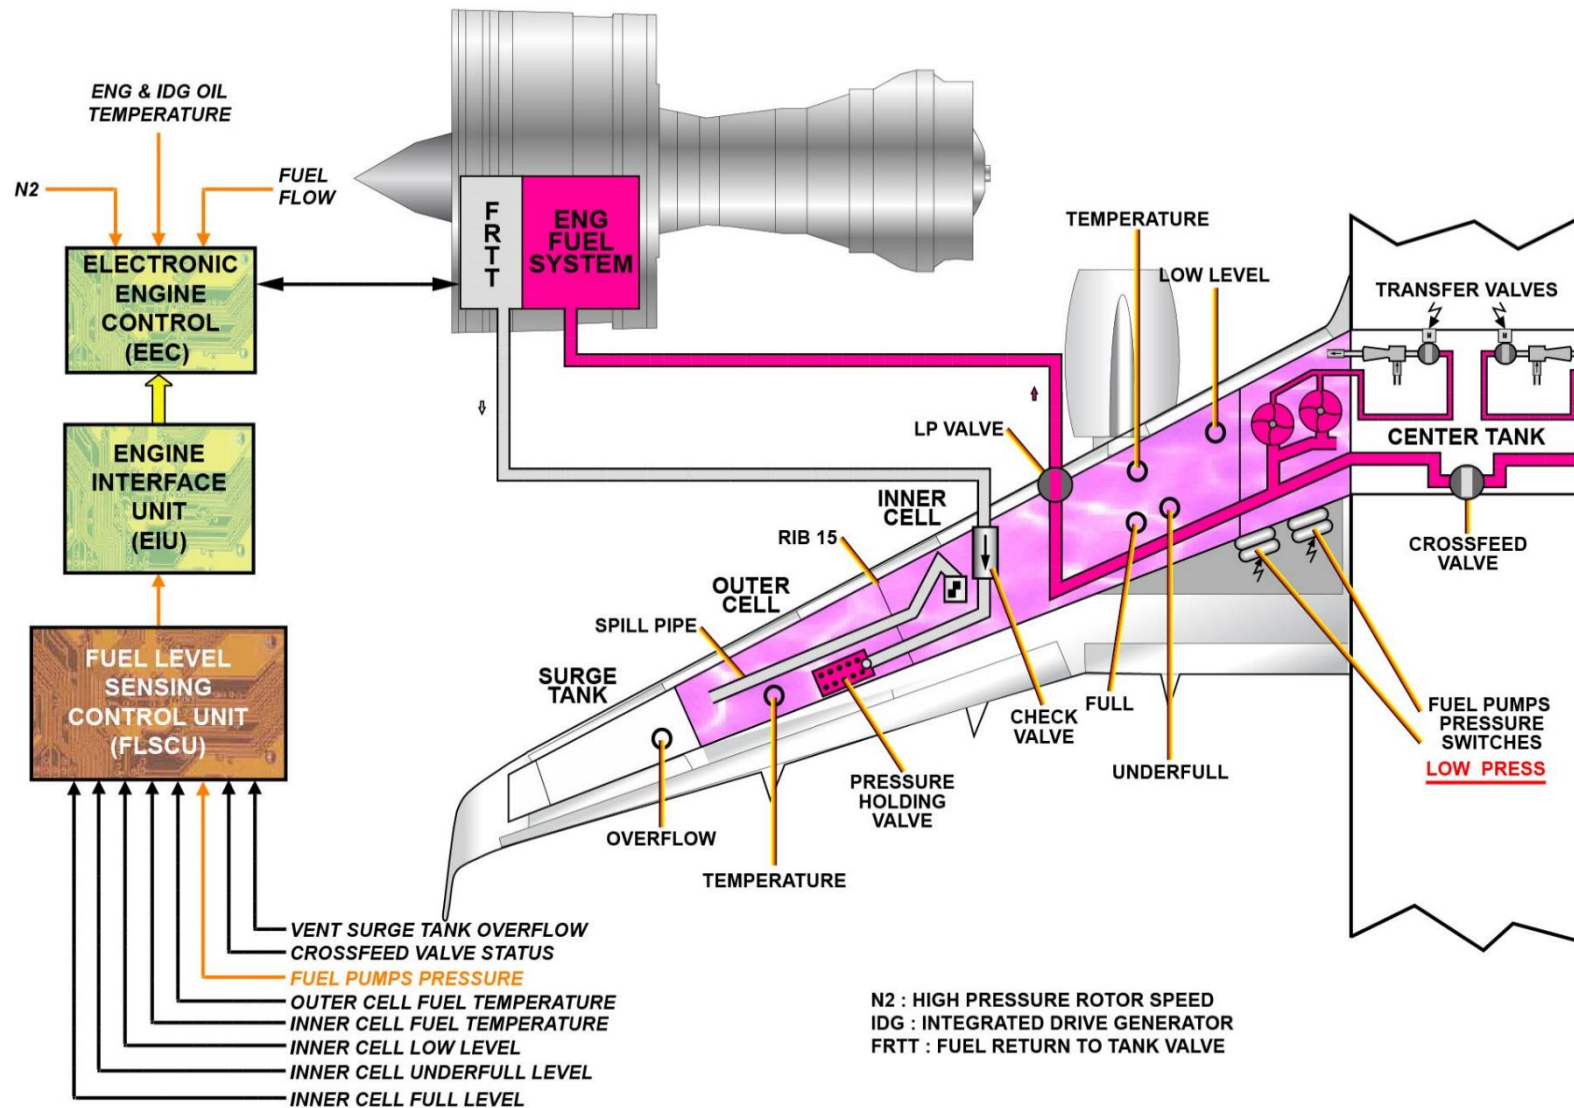 ENG & IDG OIL
TEMPERATURE
N2
FUEL
FLOW
ELECTRONIC
ENGINE
CONTROL
(EEC)
ENGINE
INTERFACE
UNIT
(EIU)
FUEL LEVEL
SENSING
CONTROL UNIT
(FLSCU)
VENT SURGE TANK OVERFLOW
CROSSFEED VALVE STATUS
FUEL PUMPS PRESSURE
OUTER CELL FUEL TEMPERATURE
INNER CELL FUEL TEMPERATURE
INNER CELL LOW LEVEL
INNER CELL UNDERFULL LEVEL
INNER CELL FULL LEVEL
FRTT
ENG
FUEL
SYSTEM
TEMPERATURE
LOW LEVEL
TRANSFER VALVES
M
M
LP VALVE
CENTER TANK
INNER
CELL
RIB 15
CROSSFEED
VALVE
OUTER
CELL
SPILL PIPE
SURGE
TANK
FULL
CHECK
VALVE
FUEL PUMPS
PRESSURE
SWITCHES
LOW PRESS
UNDERFULL
PRESSURE
HOLDING
VALVE
OVERFLOW
TEMPERATURE
N2 : HIGH PRESSURE ROTOR SPEED
IDG : INTEGRATED DRIVE GENERATOR
FRTT : FUEL RETURN TO TANK VALVE